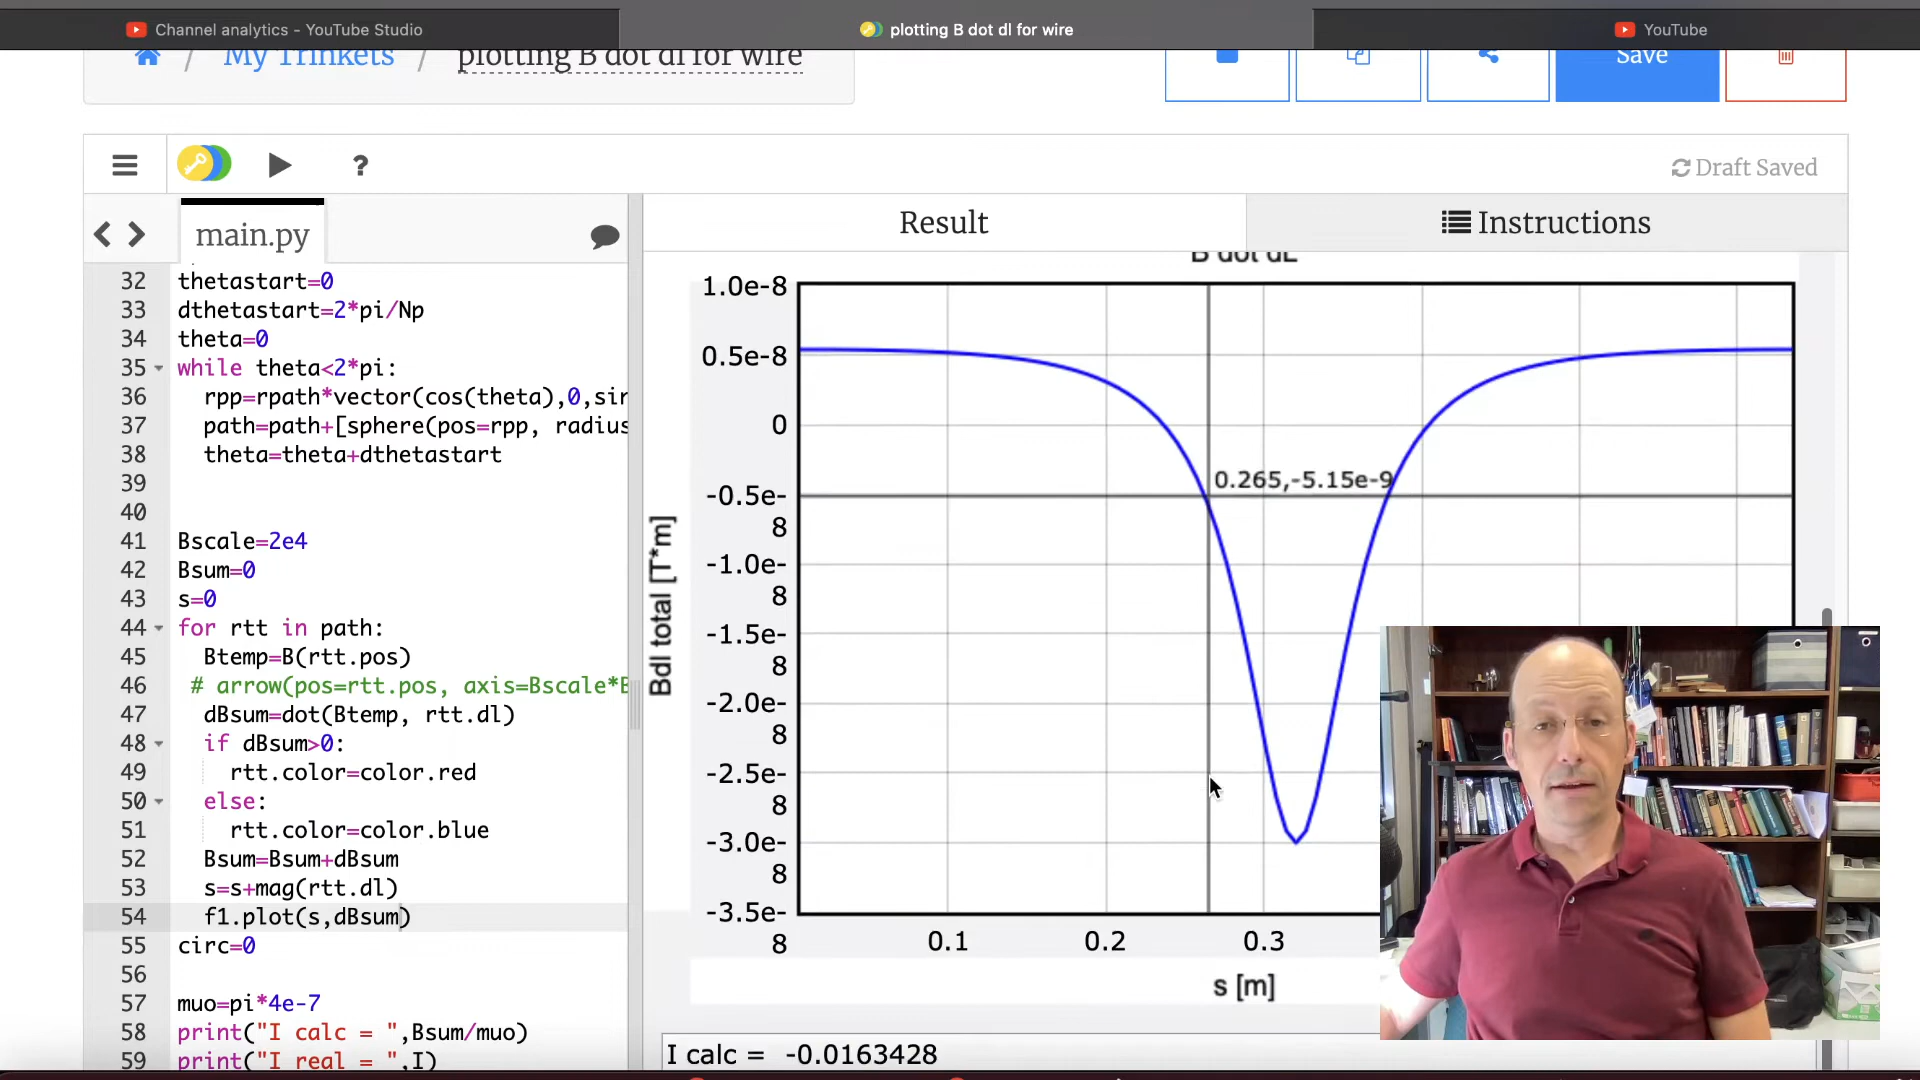 Channel analytics - YouTube Studio
plotting B dot dl for wire
YouTube
/ My Trinkets / plotting B dot dl for wire
Save
?
Draft Saved
main.py
Result
Instructions
32 thetastart=0
33 dthetastart=2*pi/Np
34 theta=0
35 while theta<2*pi:
36 rpp=rpath*vector(cos(theta),0,sin
37 path=path+[sphere(pos=rpp, radius
38 theta=theta+dthetastart
39
40
41 Bscale=2e4
42 Bsum=0
43 s=0
44 for rtt in path:
45 Btemp=B(rtt.pos)
46 # arrow(pos=rtt.pos, axis=Bscale*B
47 dBsum=dot(Btemp, rtt.dl)
48 if dBsum>0:
49 rtt.color=color.red
50 else:
51 rtt.color=color.blue
52 Bsum=Bsum+dBsum
53 s=s+mag(rtt.dl)
54 f1.plot(s,dBsum)
55 circ=0
56
57 muo=pi*4e-7
58 print("I calc = ",Bsum/muo)
59 print("I real = ",I)
B dot dL
1.0e-8
0.5e-8
0
-0.5e-
8
-1.0e-
8
-1.5e-
8
-2.0e-
8
-2.5e-
8
-3.0e-
8
-3.5e-
8
Bdl total [T*m]
0.265,-5.15e-9
0.1
0.2
0.3
s [m]
I calc = -0.0163428